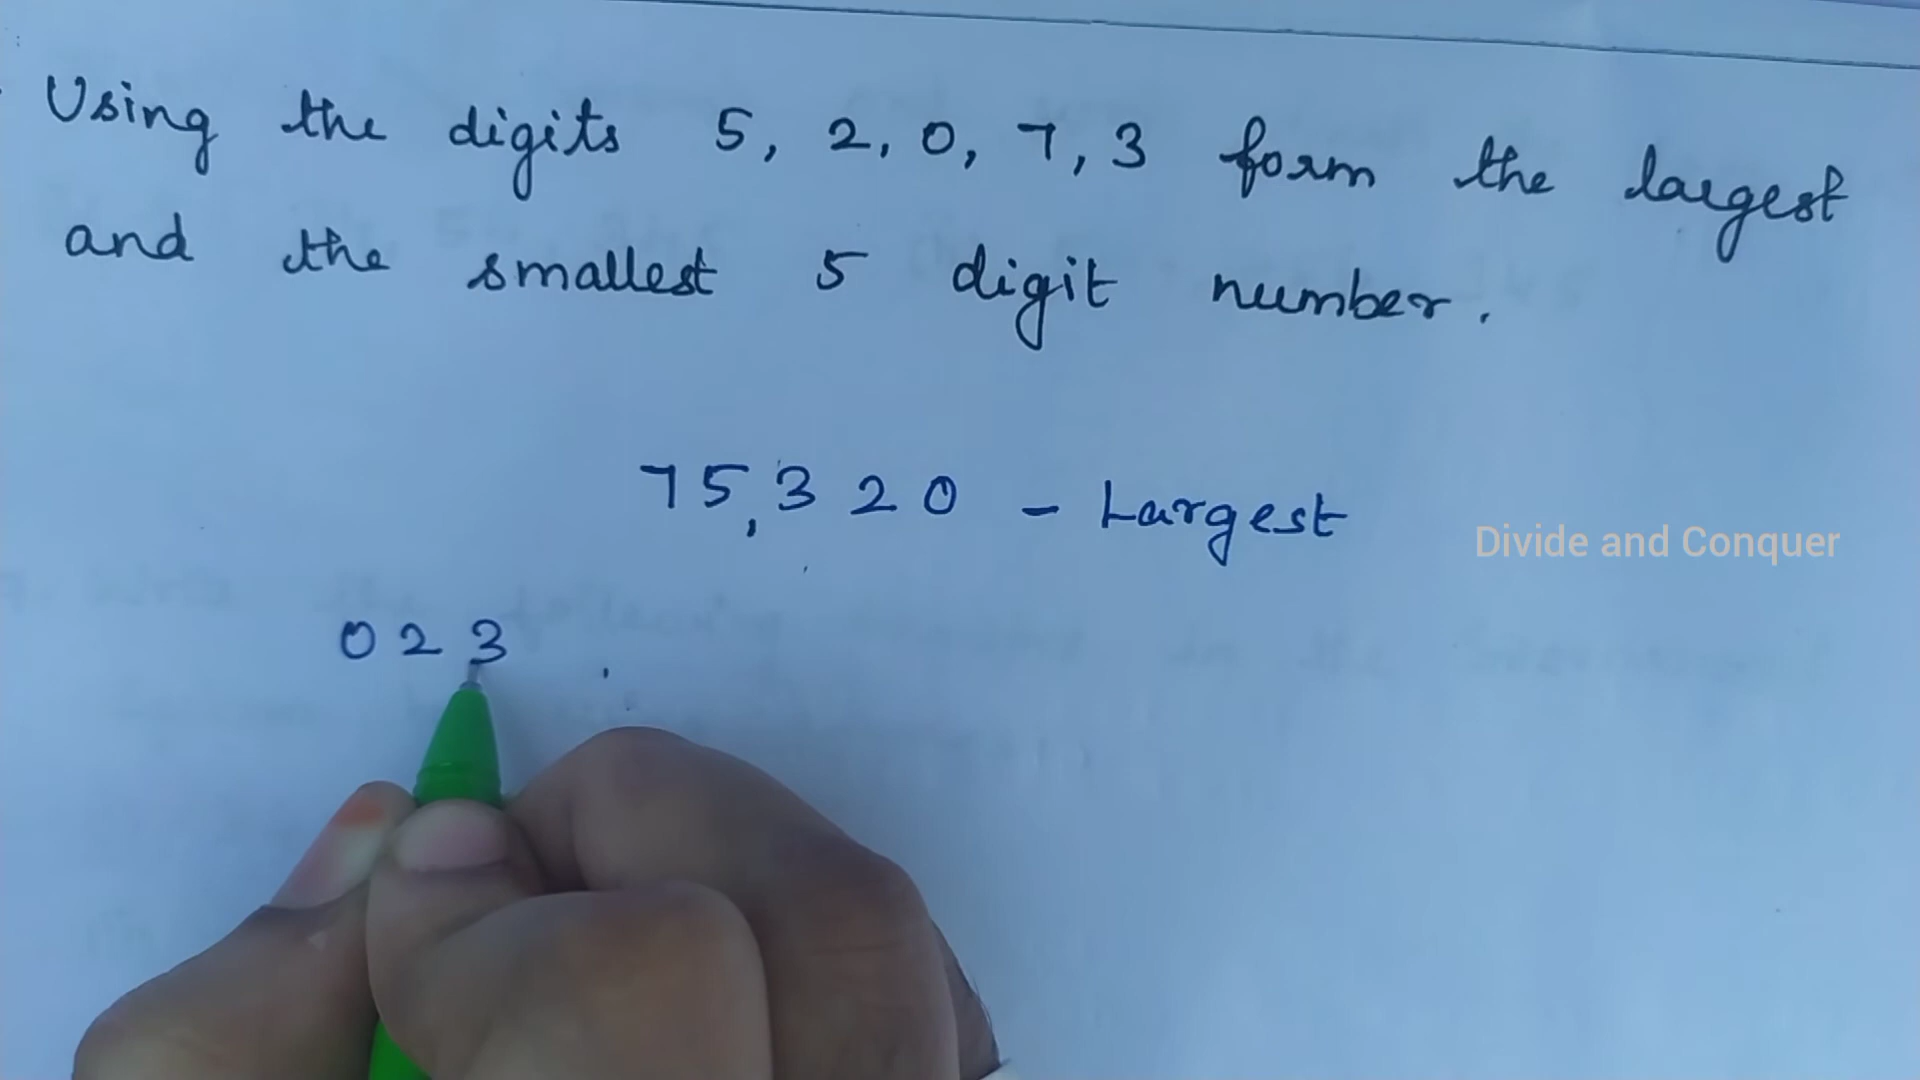 Using the digits 5, 2, 0, 7, 3 form the largest
and the smallest 5 digit number.
75,320 - Largest
Divide and Conquer
023